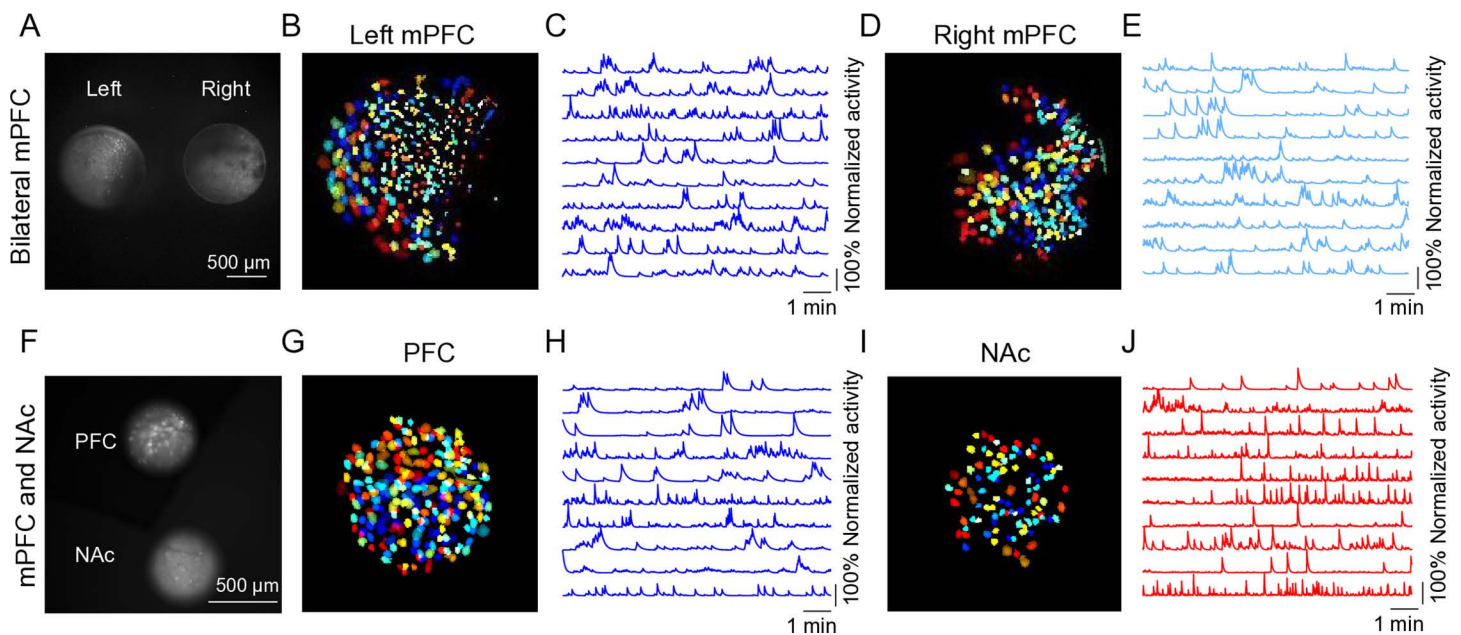 A
B
C
D
E
Left mPFC
Right mPFC
Bilateral mPFC
Left
Right
500 µm
100% Normalized activity
1 min
100% Normalized activity
1 min
F
G
H
I
J
PFC
NAc
mPFC and NAc
PFC
NAc
500 µm
100% Normalized activity
1 min
100% Normalized activity
1 min